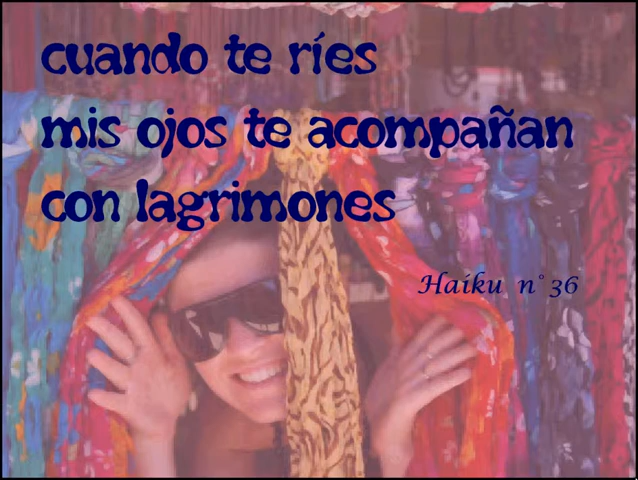 cuando te ríes
mis ojos te acompañan
con lagrimones
Haiku n° 36